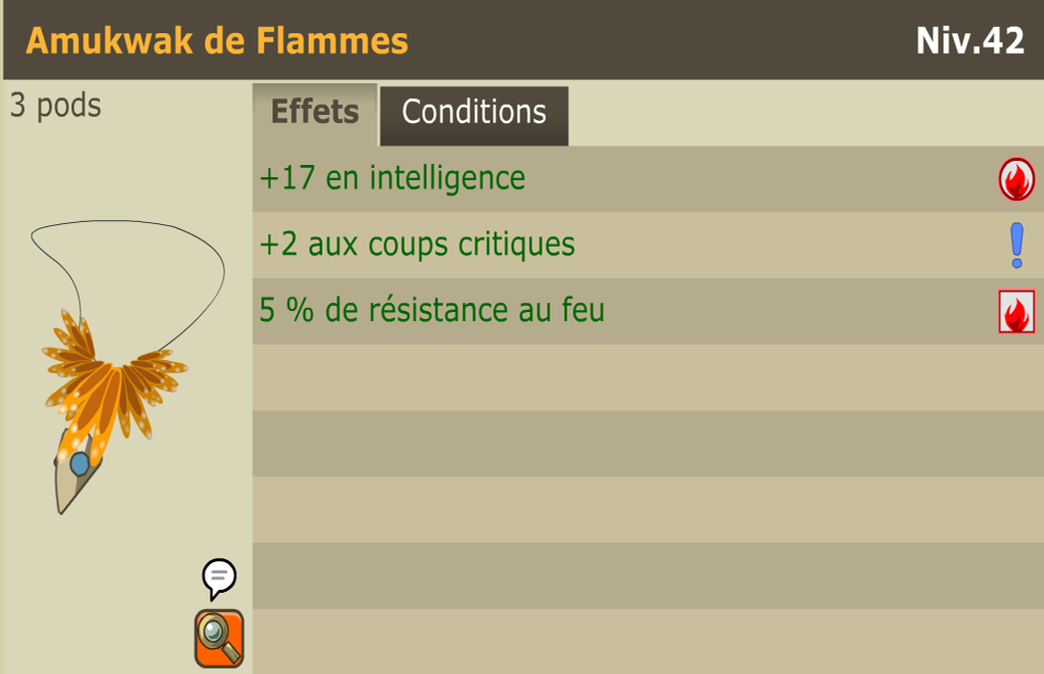 Amukwak de Flammes
Niv.42
3 pods
Effets
Conditions
+17 en intelligence
+2 aux coups critiques
5 % de résistance au feu